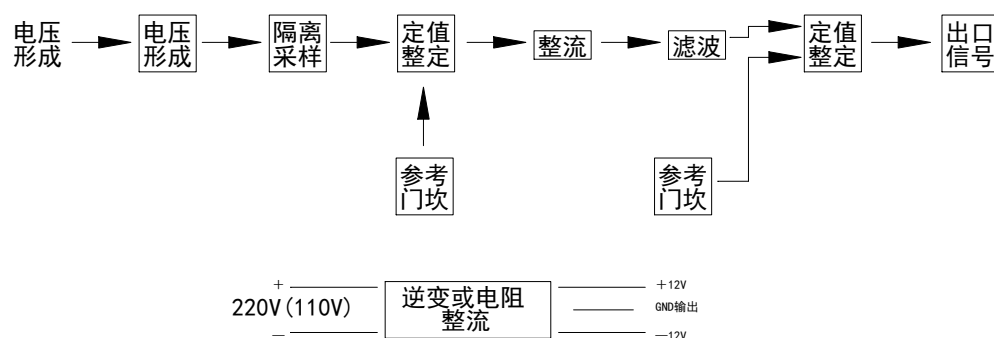 电压
形成
电压
形成
隔离
采样
定值
整定
整流
滤波
定值
整定
出口
信号
参考
门坎
参考
门坎
+
220V(110V)
—
逆变或电阻
整流
+12V
GND输出
—12V